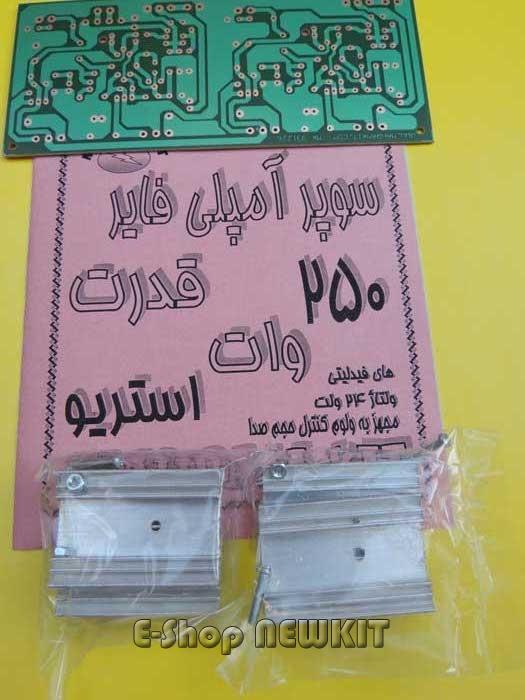 سوپر آمپلی فایر
قدرت ۲۵۰
وات
استریو
های فیدلیتی
ولتاژ ۲۴ ولت
مجهز به ولوم کنترل حجم صدا
E-Shop NEWKIT